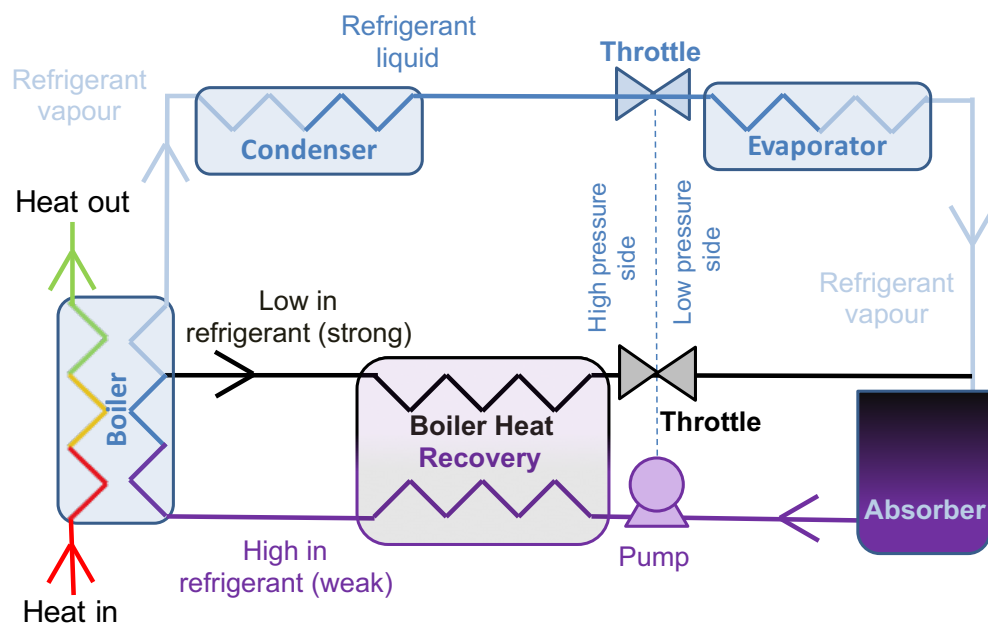 Refrigerant
liquid
Throttle
Refrigerant
vapour
Condenser
Evaporator
Heat out
High pressure
side
Low pressure
side
Refrigerant
vapour
Low in
refrigerant (strong)
Boiler
Boiler Heat
Recovery
Throttle
Absorber
High in
refrigerant (weak)
Pump
Heat in